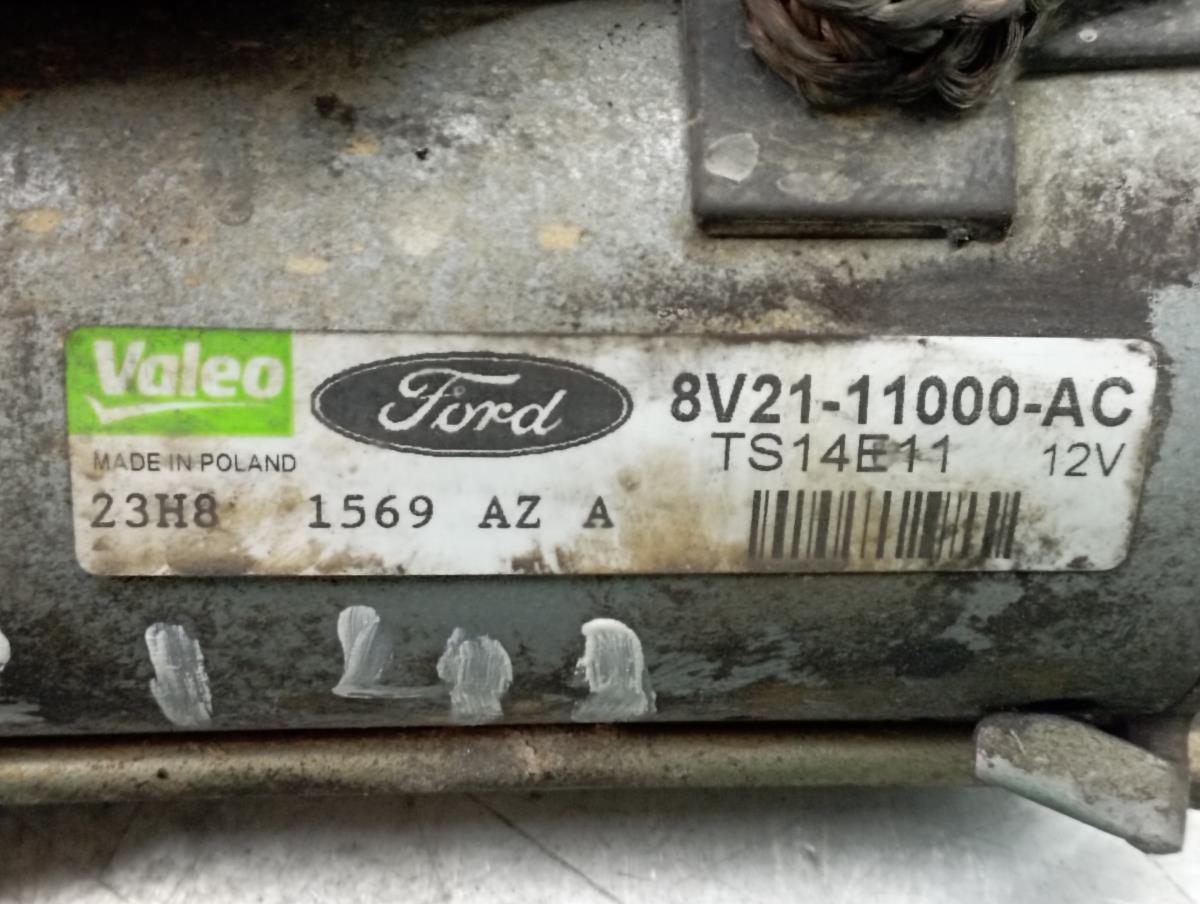 Valeo
Ford
8V21-11000-AC
TS14E11 12V
MADE IN POLAND
23H8 1569 AZ A